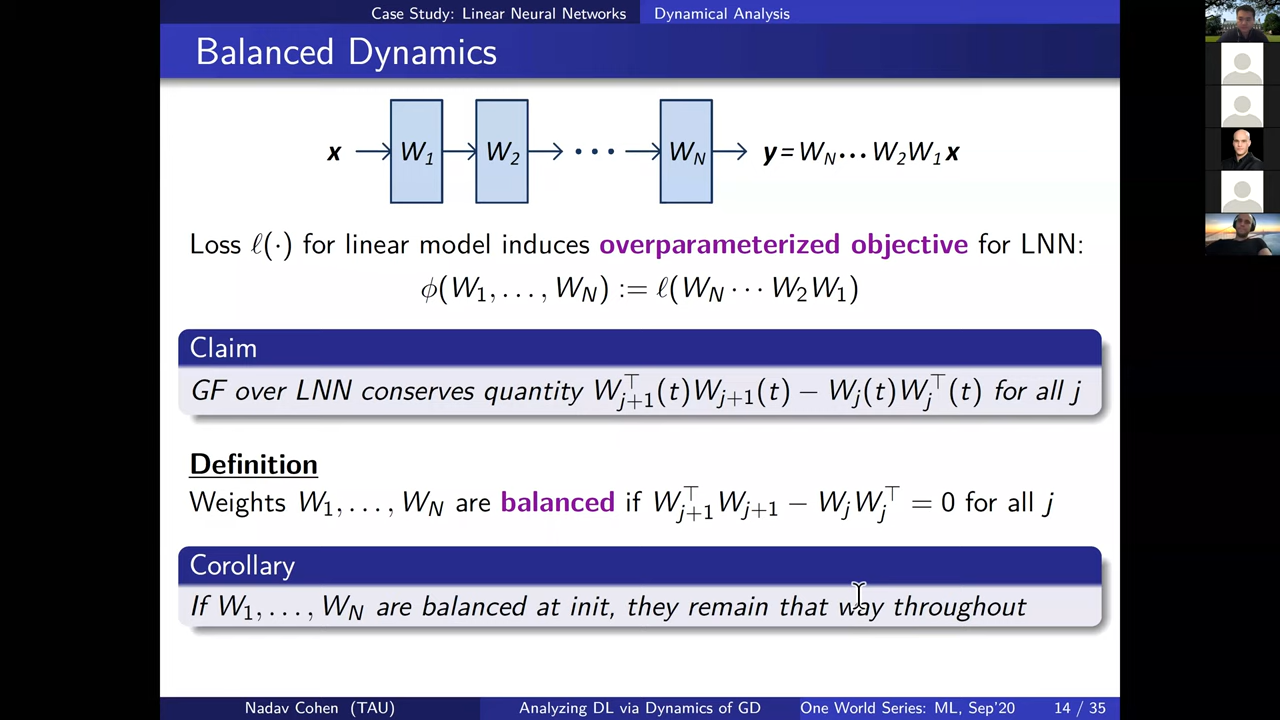 Case Study: Linear Neural Networks Dynamical Analysis
Balanced Dynamics
x W₁ W₂ ··· W_N y = W_N ··· W₂W₁x
Loss ℓ(·) for linear model induces overparameterized objective for LNN:
ϕ(W₁, . . . , W_N) := ℓ(W_N ··· W₂W₁)
Claim
GF over LNN conserves quantity W_{j+1}^⊤(t)W_{j+1}(t) − W_j(t)W_j^⊤(t) for all j
Definition
Weights W₁, . . . , W_N are balanced if W_{j+1}^⊤W_{j+1} − W_jW_j^⊤ = 0 for all j
Corollary
If W₁, . . . , W_N are balanced at init, they remain that way throughout
Nadav Cohen (TAU) Analyzing DL via Dynamics of GD One World Series: ML, Sep'20 14 / 35